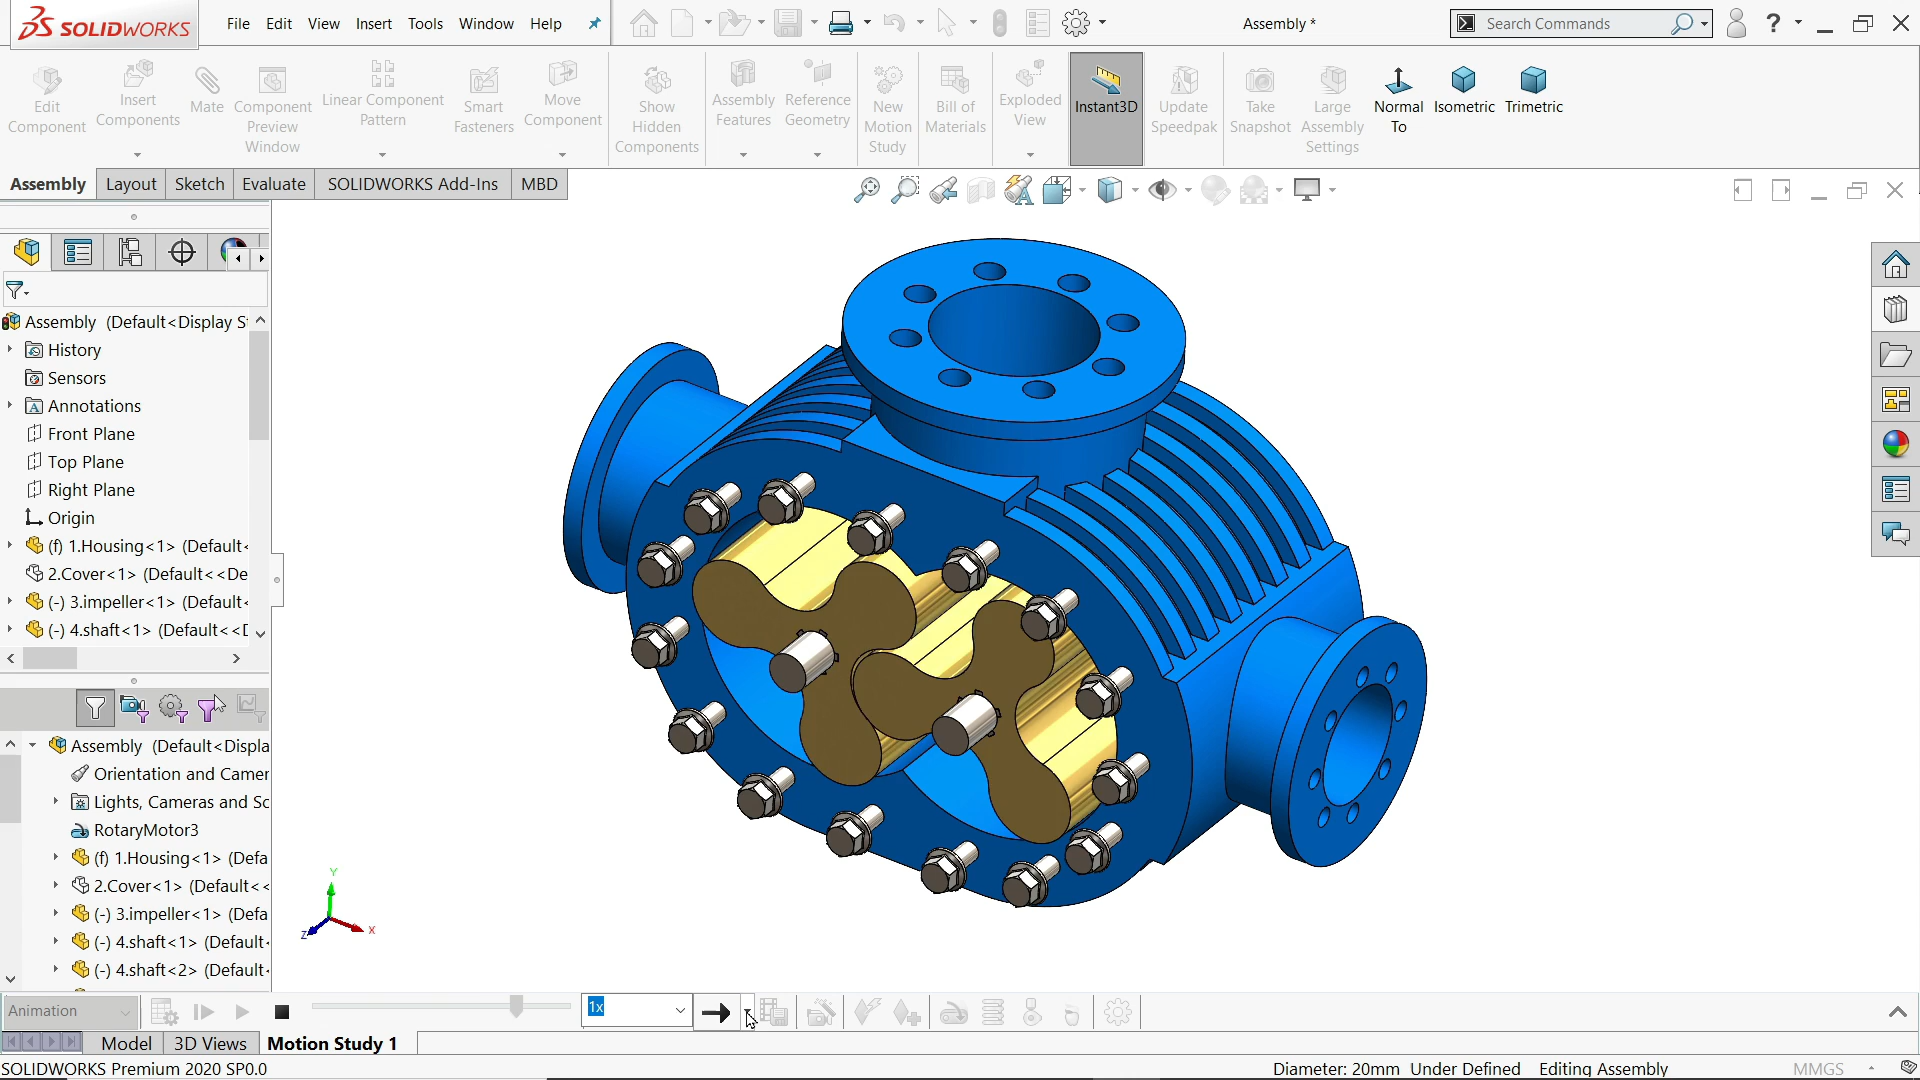 SOLIDWORKS
File Edit View Insert Tools Window Help
Assembly *
Search Commands
?
Edit Component
Insert Components
Mate
Component Preview Window
Linear Component Pattern
Smart Fasteners
Move Component
Show Hidden Components
Assembly Features
Reference Geometry
New Motion Study
Bill of Materials
Exploded View
Instant3D
Update Speedpak
Take Snapshot
Large Assembly Settings
Normal To
Isometric
Trimetric
Assembly Layout Sketch Evaluate SOLIDWORKS Add-Ins MBD
Assembly (Default<Display S
History
Sensors
Annotations
Front Plane
Top Plane
Right Plane
Origin
(f) 1.Housing<1> (Default<
2.Cover<1> (Default<<De
(-) 3.impeller<1> (Default<
(-) 4.shaft<1> (Default<<D
Assembly (Default<Displa
Orientation and Camer
Lights, Cameras and Sc
RotaryMotor3
(f) 1.Housing<1> (Defa
2.Cover<1> (Default<<
(-) 3.impeller<1> (Defa
(-) 4.shaft<1> (Default<
(-) 4.shaft<2> (Default<
Y
X
Z
Animation
1x
Model 3D Views Motion Study 1
SOLIDWORKS Premium 2020 SP0.0
Diameter: 20mm Under Defined Editing Assembly MMGS